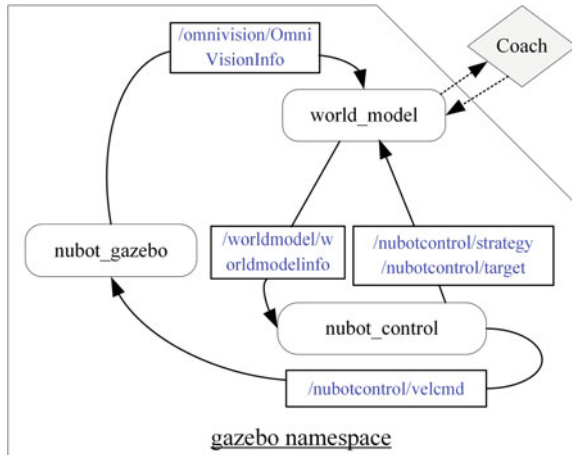 /omnivision/Omni
VisionInfo
Coach
world_model
nubot_gazebo
/worldmodel/w
orldmodelinfo
/nubotcontrol/strategy
/nubotcontrol/target
nubot_control
/nubotcontrol/velcmd
gazebo namespace